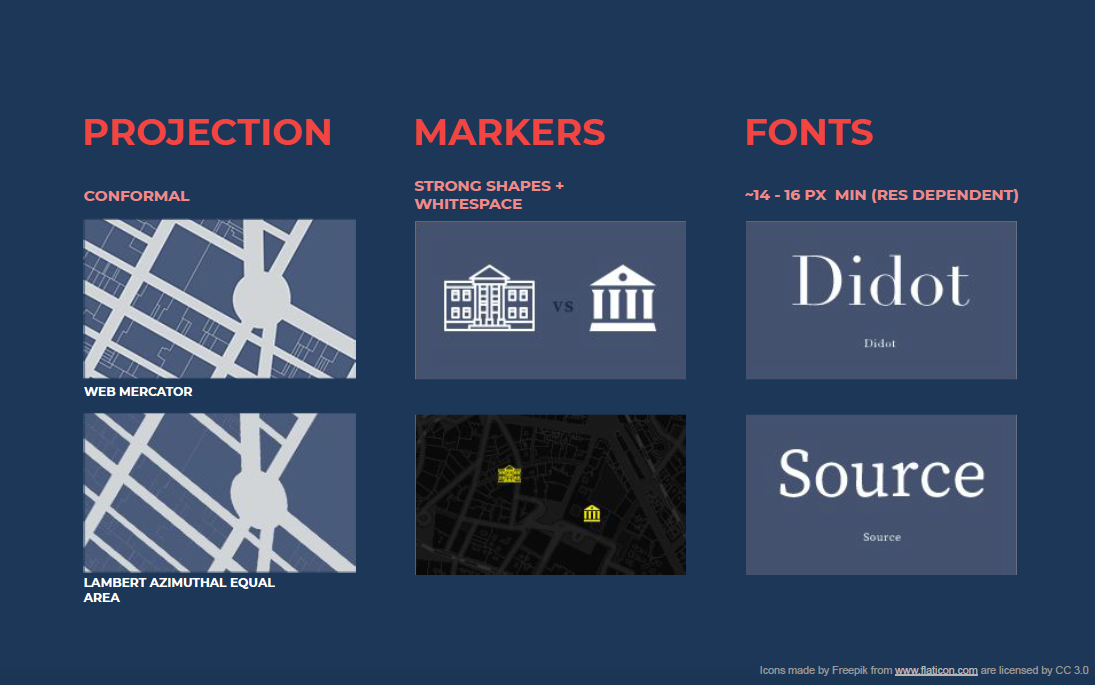 PROJECTION
CONFORMAL
WEB MERCATOR
LAMBERT AZIMUTHAL EQUAL
AREA
MARKERS
STRONG SHAPES +
WHITESPACE
VS
FONTS
~14 - 16 PX MIN (RES DEPENDENT)
Didot
Didot
Source
Source
Icons made by Freepik from www.flaticon.com are licensed by CC 3.0